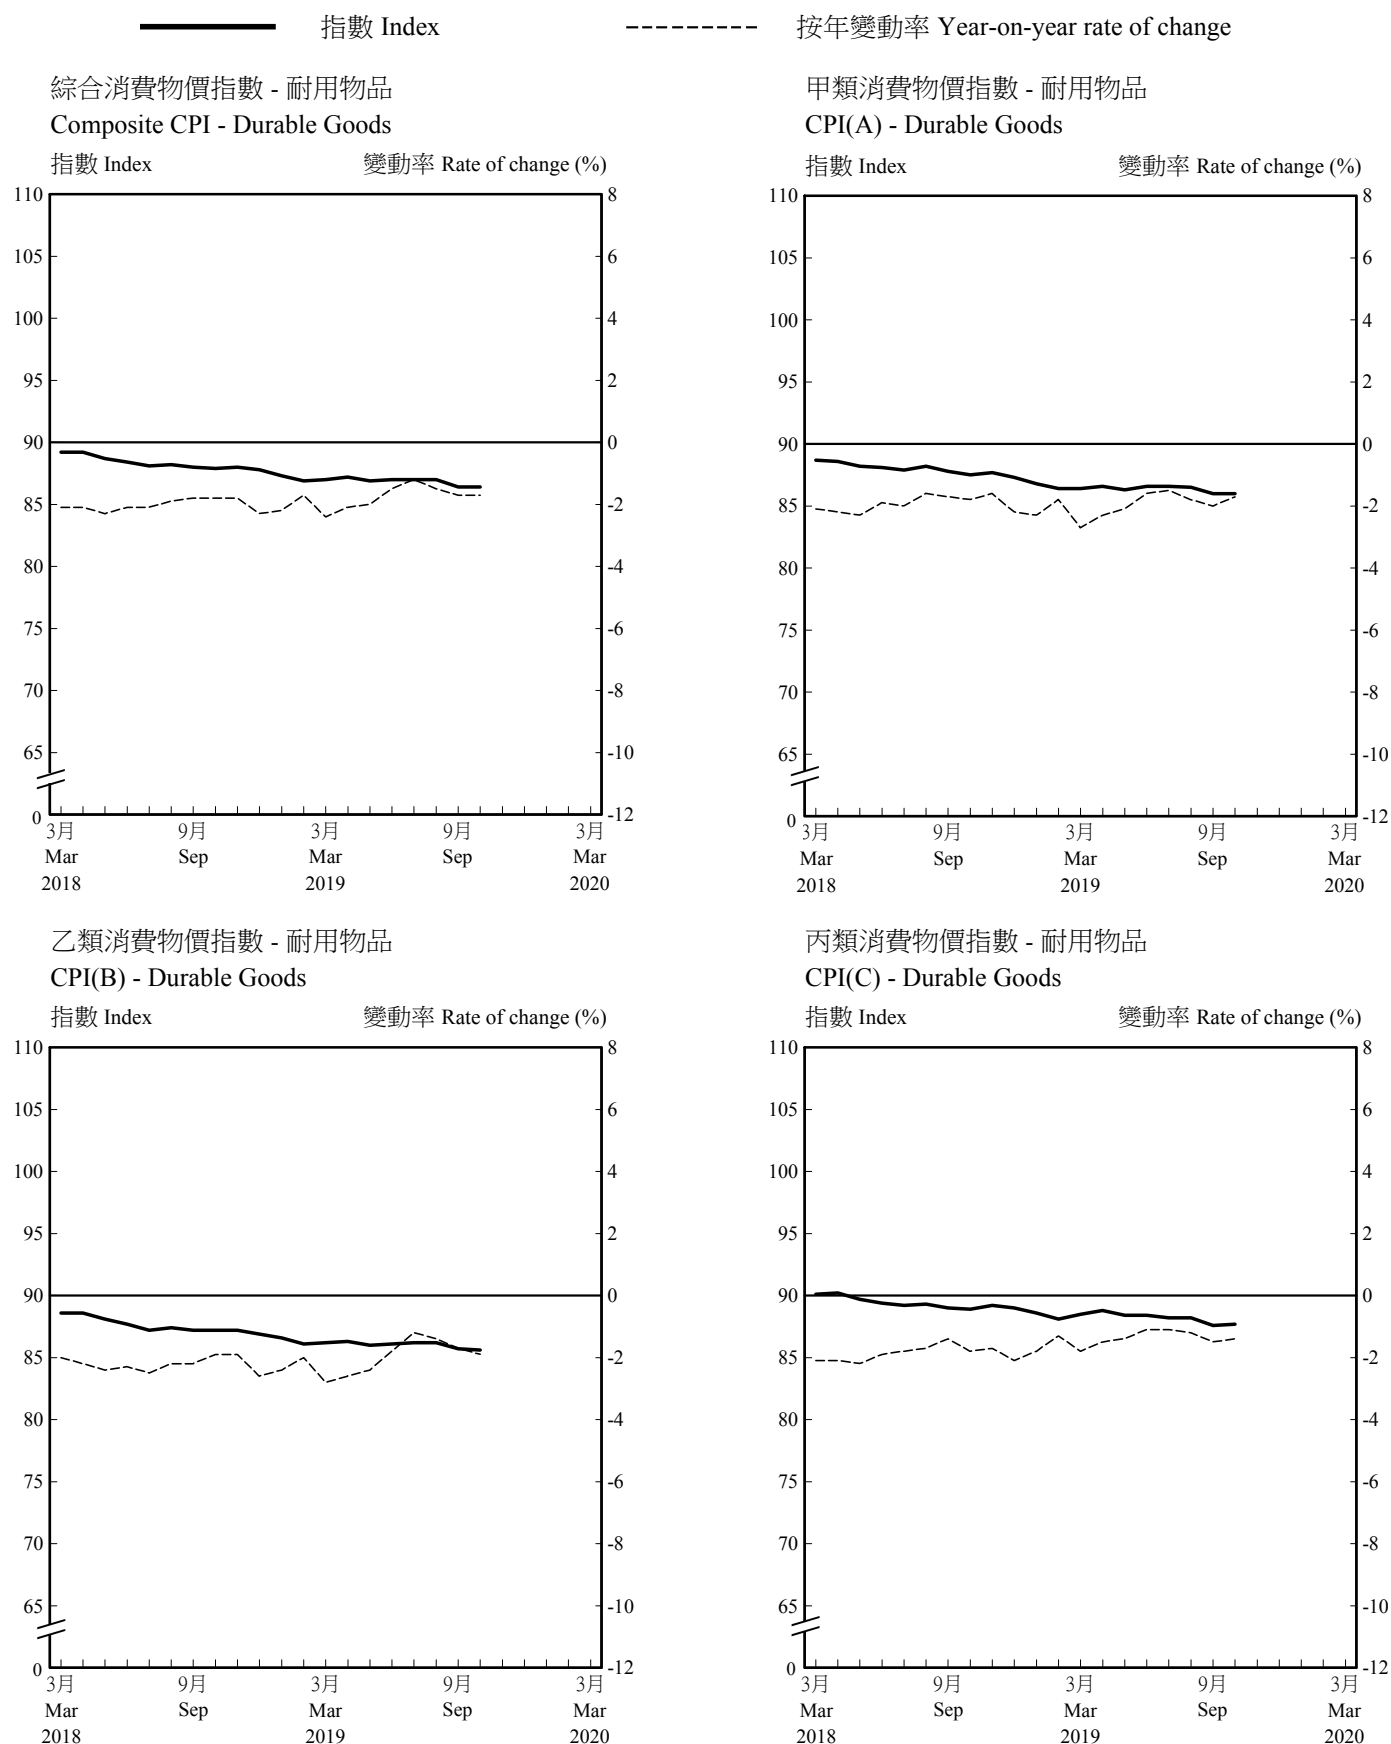 指數 Index 按年變動率 Year-on-year rate of change
綜合消費物價指數 - 耐用物品
Composite CPI - Durable Goods
指數 Index 變動率 Rate of change (%)
110 8
105 6
100 4
95 2
90 0
85 -2
80 -4
75 -6
70 -8
65 -10
0 -12
3月 9月 3月 9月 3月
Mar Sep Mar Sep Mar
2018 2019 2020
甲類消費物價指數 - 耐用物品
CPI(A) - Durable Goods
指數 Index 變動率 Rate of change (%)
110 8
105 6
100 4
95 2
90 0
85 -2
80 -4
75 -6
70 -8
65 -10
0 -12
3月 9月 3月 9月 3月
Mar Sep Mar Sep Mar
2018 2019 2020
乙類消費物價指數 - 耐用物品
CPI(B) - Durable Goods
指數 Index 變動率 Rate of change (%)
110 8
105 6
100 4
95 2
90 0
85 -2
80 -4
75 -6
70 -8
65 -10
0 -12
3月 9月 3月 9月 3月
Mar Sep Mar Sep Mar
2018 2019 2020
丙類消費物價指數 - 耐用物品
CPI(C) - Durable Goods
指數 Index 變動率 Rate of change (%)
110 8
105 6
100 4
95 2
90 0
85 -2
80 -4
75 -6
70 -8
65 -10
0 -12
3月 9月 3月 9月 3月
Mar Sep Mar Sep Mar
2018 2019 2020